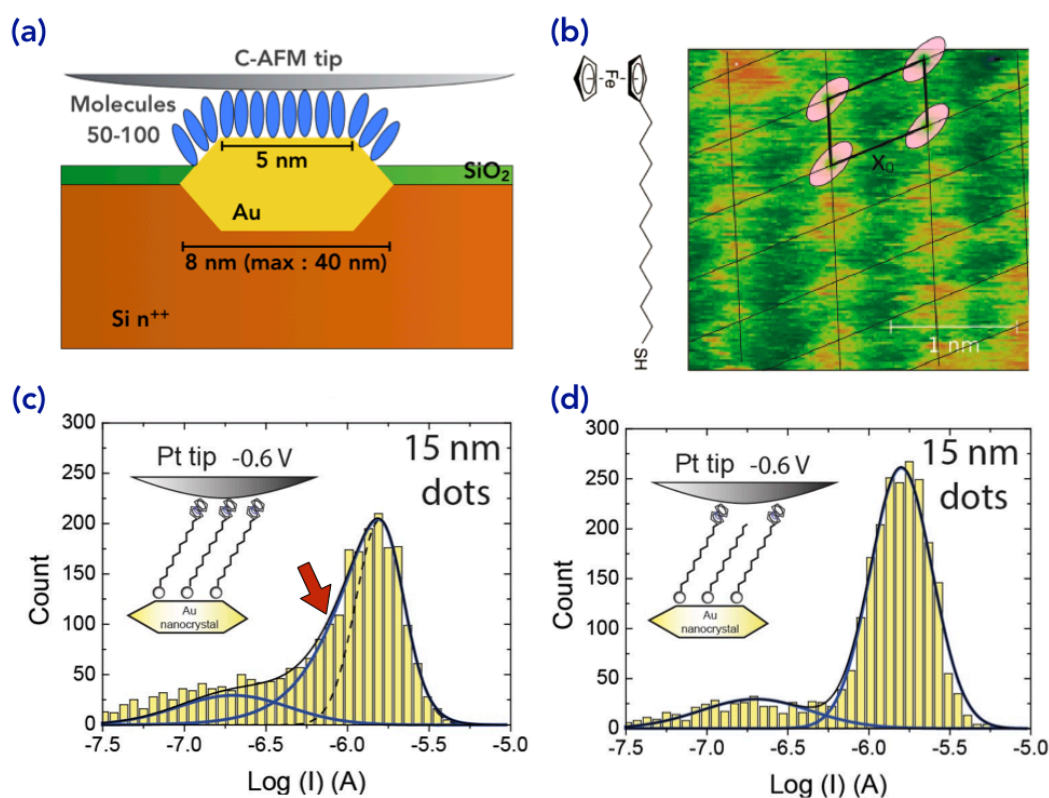 (a)
C-AFM tip
Molecules
50-100
5 nm
SiO2
Au
8 nm (max : 40 nm)
Si n++
(b)
Fe
SH
X0
1 nm
(c)
300
250
200
150
100
50
0
Count
Pt tip -0.6 V
15 nm
dots
Au
nanocrystal
-7.5 -7.0 -6.5 -6.0 -5.5 -5.0
Log (I) (A)
(d)
300
250
200
150
100
50
0
Count
Pt tip -0.6 V
15 nm
dots
Au
nanocrystal
-7.5 -7.0 -6.5 -6.0 -5.5 -5.0
Log (I) (A)